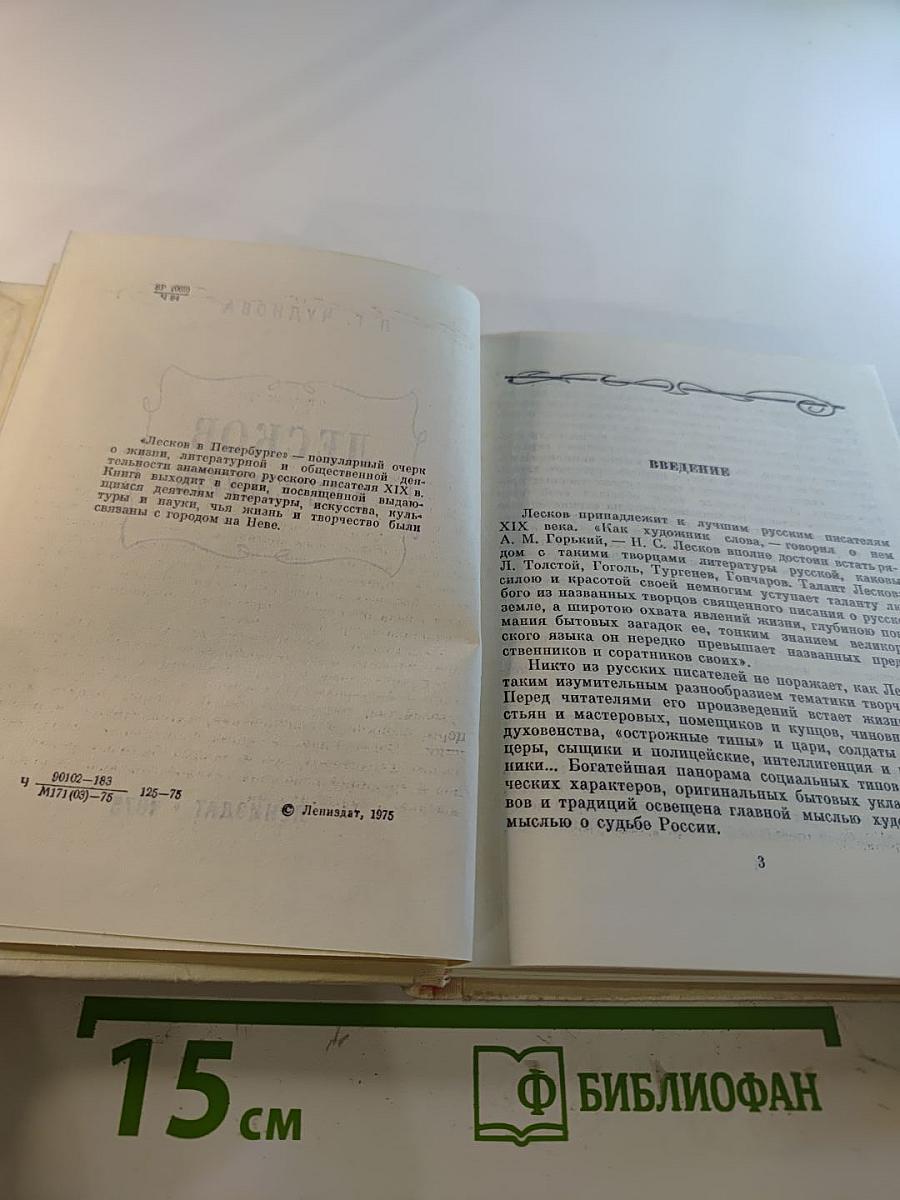 Ч 84
«Лесков в Петербурге» — популярный очерк
о жизни, литературной и общественной дея-
тельности знаменитого русского писателя XIX в.
Книга выходит в серии, посвященной выдаю-
щимся деятелям литературы, искусства, куль-
туры и науки, чья жизнь и творчество были
связаны с городом на Неве.
Ч 90102—183
М171(03)—75 125—75
© Лениздат, 1975
ВВЕДЕНИЕ
Лесков принадлежит к лучшим русским писателям
XIX века. «Как художник слова, — говорил о нем
А. М. Горький, — Н. С. Лесков вполне достоин встать ря-
дом с такими творцами литературы русской, каковы
Л. Толстой, Гоголь, Тургенев, Гончаров. Талант Лесков
силою и красотой своей немногим уступает таланту лю
бого из названных творцов священного писания о русско
земле, а широтою охвата явлений жизни, глубиною пон
мания бытовых загадок ее, тонким знанием великор
ского языка он нередко превышает названных пред
ственников и соратников своих».
Никто из русских писателей не поражает, как Ле
таким изумительным разнообразием тематики творч
Перед читателями его произведений встает жизн
стьян и мастеровых, помещиков и купцов, чиновн
духовенства, «острожные типы» и цари, солдаты
церы, сыщики и полицейские, интеллигенция и
ники... Богатейшая панорама социальных типов
ческих характеров, оригинальных бытовых укла
вов и традиций освещена главной мыслью худ
мыслью о судьбе России.
3
15 см
Ф БИБЛИОФАН